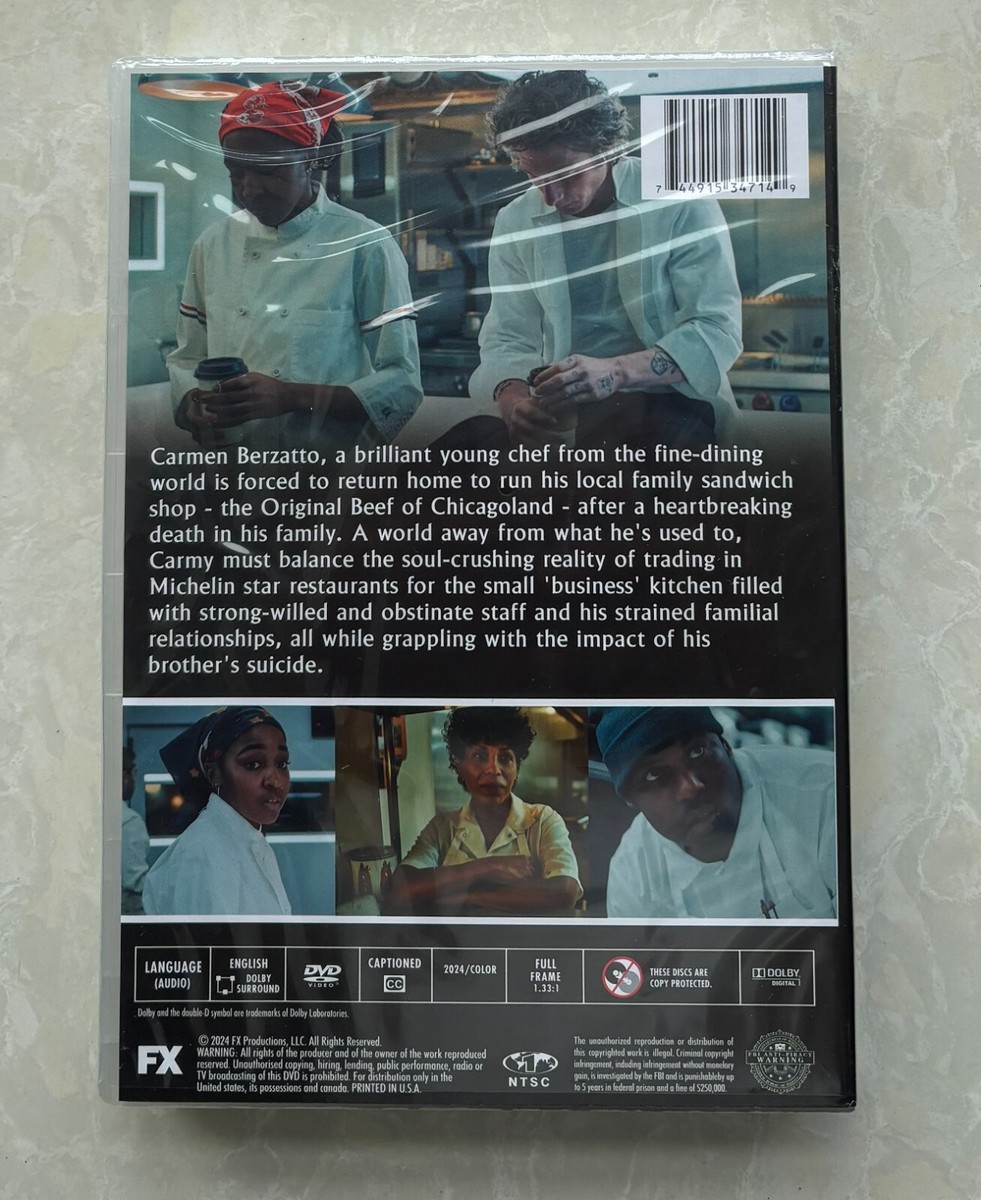 7 44915 34714 9
Carmen Berzatto, a brilliant young chef from the fine-dining
world is forced to return home to run his local family sandwich
shop - the Original Beef of Chicagoland - after a heartbreaking
death in his family. A world away from what he's used to,
Carmy must balance the soul-crushing reality of trading in
Michelin star restaurants for the small 'business' kitchen filled
with strong-willed and obstinate staff and his strained familial
relationships, all while grappling with the impact of his
brother's suicide.
LANGUAGE
(AUDIO)
ENGLISH
DOLBY
SURROUND
DVD
VIDEO
CAPTIONED
CC
2024/COLOR
FULL
FRAME
1.33:1
THESE DISCS ARE
COPY PROTECTED.
DOLBY
DIGITAL
Dolby and the double-D symbol are trademarks of Dolby Laboratories.
FX
© 2024 FX Productions, LLC. All Rights Reserved.
WARNING: All rights of the producer and of the owner of the work reproduced
reserved. Unauthorised copying, hiring, lending, public performance, radio or
TV broadcasting of this DVD is prohibited. For distribution only in the
United states, its possessions and canada. PRINTED IN U.S.A.
NTSC
The unauthorized reproduction or distribution of
this copyrighted work is illegal. Criminal copyright
infringement, including infringement without monetary
gain, is investigated by the FBI and is punishableby up
to 5 years in federal prison and a fine of $250,000.
FBI ANTI-PIRACY
WARNING